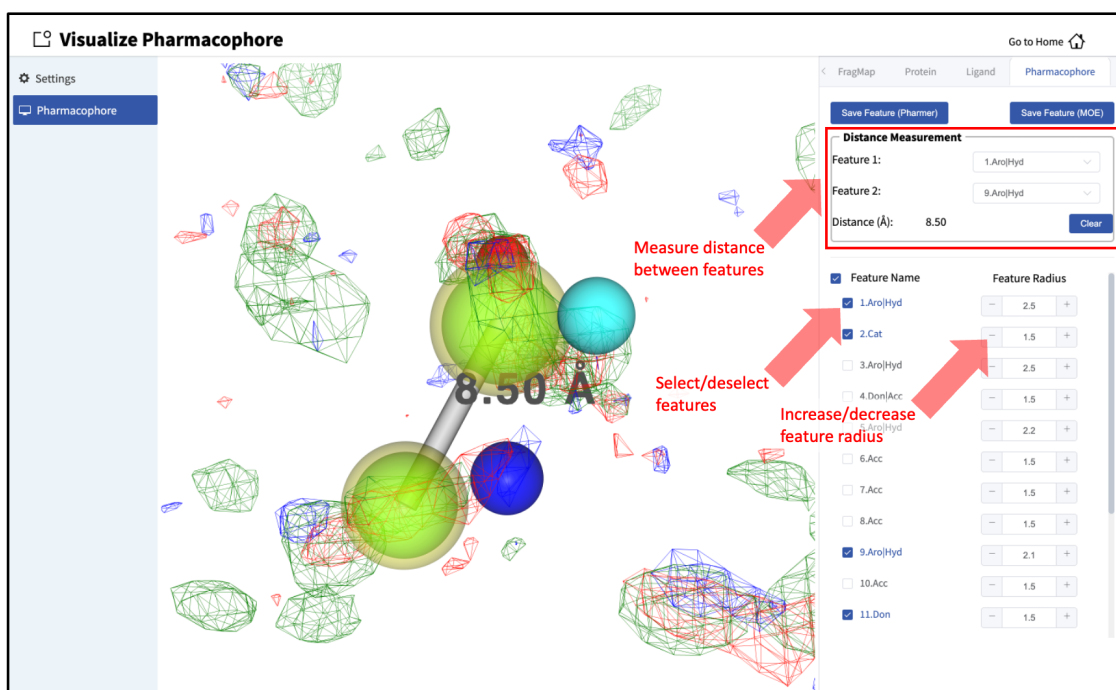 Visualize Pharmacophore
Go to Home
Settings
Pharmacophore
FragMap Protein Ligand Pharmacophore
Save Feature (Pharmer) Save Feature (MOE)
Distance Measurement
Feature 1: 1.Aro|Hyd
Feature 2: 9.Aro|Hyd
Distance (Å): 8.50 Clear
Measure distance
between features
8.50 Å
Feature Name Feature Radius
1.Aro|Hyd − 2.5 +
2.Cat − 1.5 +
3.Aro|Hyd − 2.5 +
4.Don|Acc − 1.5 +
5.Aro|Hyd − 2.2 +
6.Acc − 1.5 +
7.Acc − 1.5 +
8.Acc − 1.5 +
9.Aro|Hyd − 2.1 +
10.Acc − 1.5 +
11.Don − 1.5 +
Select/deselect
features
Increase/decrease
feature radius